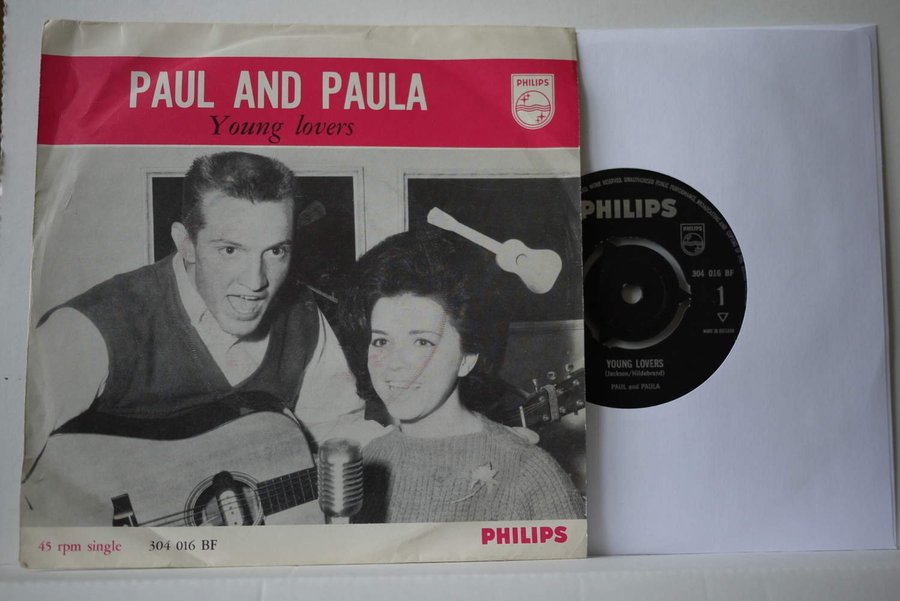 PAUL AND PAULA
Young lovers
PHILIPS
45 rpm single 304 016 BF
PHILIPS
PHILIPS
PHILIPS
304 016 BF
1
YOUNG LOVERS
(Jackson/Hildebrand)
PAUL and PAULA